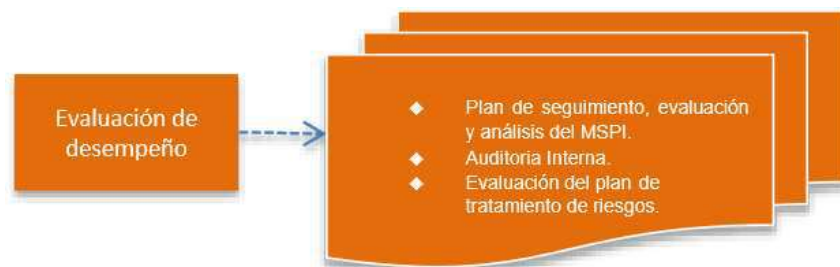 Evaluación de
desempeño
Plan de seguimiento, evaluación
y análisis del MSPI.
Auditoria Interna.
Evaluación del plan de
tratamiento de riesgos.